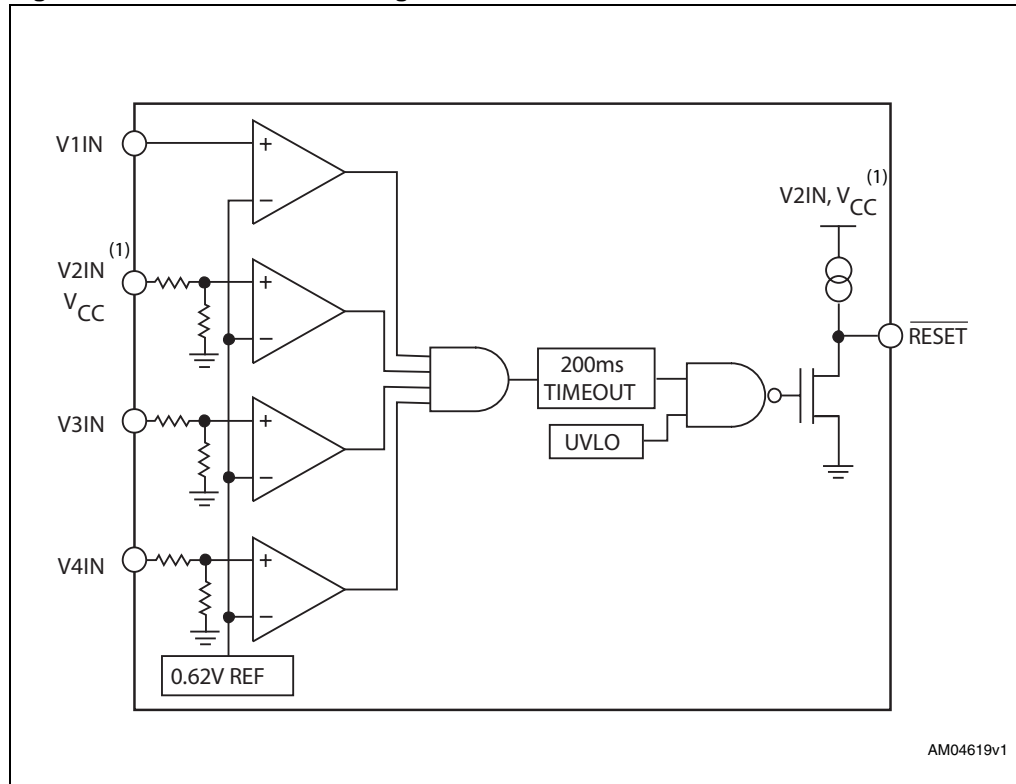 V1IN
+
−
(1)
V2IN
VCC
+
−
V3IN
+
−
V4IN
+
−
0.62V REF
200ms
TIMEOUT
UVLO
(1)
V2IN, VCC
RESET
AM04619v1